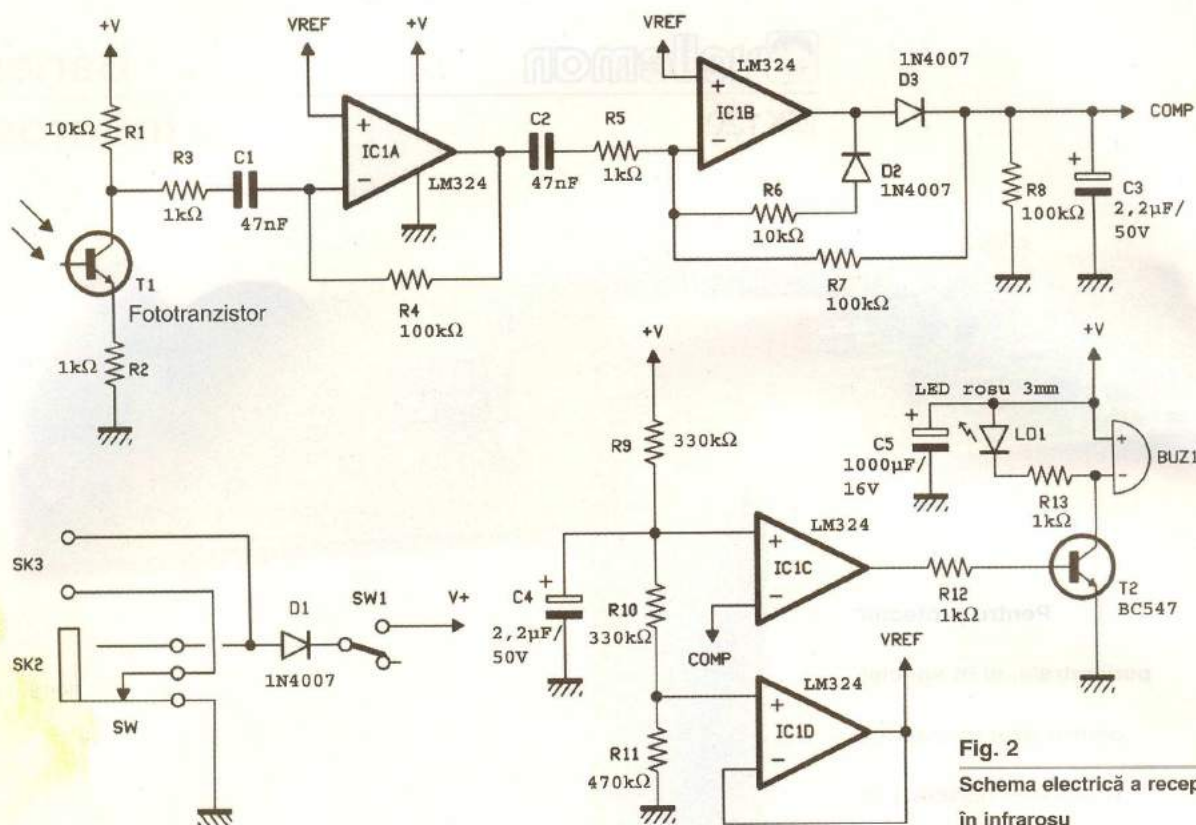 +V
10kΩ
R1
R3
1kΩ
C1
47nF
T1
Fototranzistor
1kΩ
R2
VREF
+V
+
IC1A
−
LM324
R4
100kΩ
C2
47nF
R5
1kΩ
VREF
LM324
+
IC1B
−
1N4007
D3
D2
1N4007
R6
10kΩ
R7
100kΩ
COMP
R8
100kΩ
+
C3
2,2µF/
50V
SK3
SK2
SW
D1
1N4007
SW1
V+
+V
R9
330kΩ
+
C4
2,2µF/
50V
R10
330kΩ
R11
470kΩ
LM324
+
IC1C
−
COMP
R12
1kΩ
LM324
+
IC1D
−
VREF
+V
LED rosu 3mm
+
C5
1000µF/
16V
LD1
R13
1kΩ
+
−
BUZ1
T2
BC547
Fig. 2
Schema electrică a recep
în infraroşu